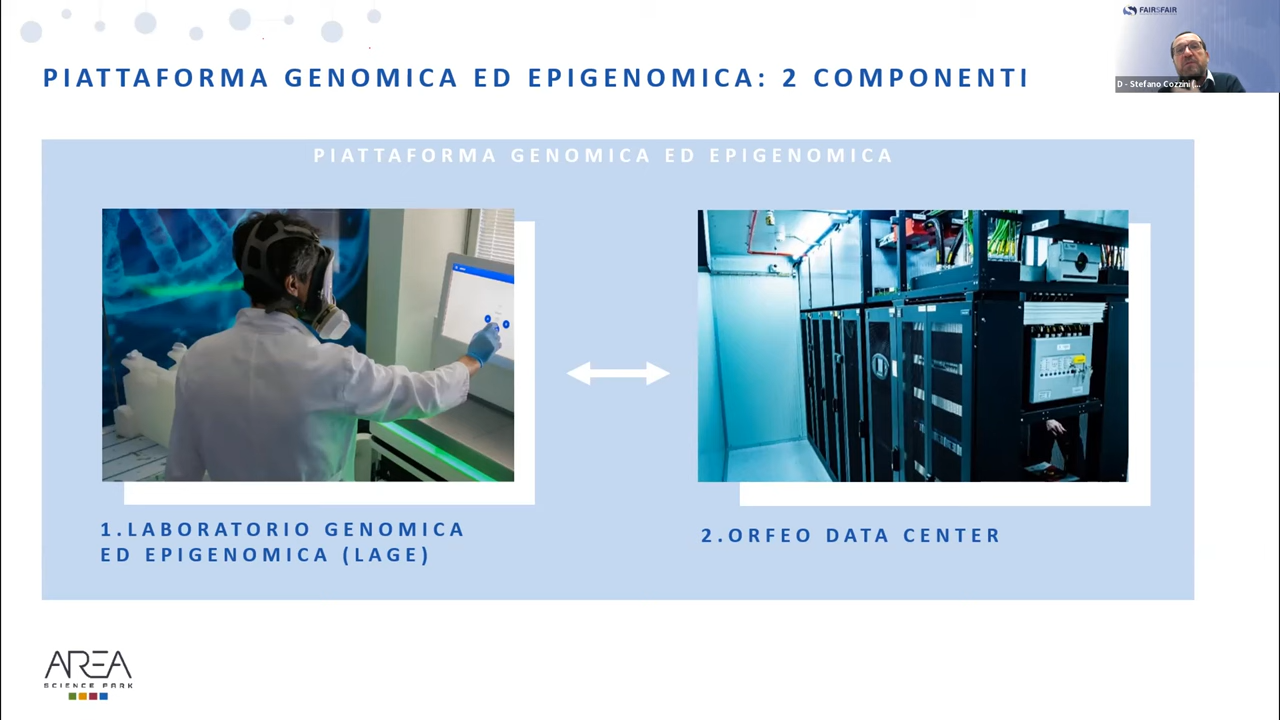 FAIRSFAIR
D - Stefano Cozzini (...
PIATTAFORMA GENOMICA ED EPIGENOMICA: 2 COMPONENTI
PIATTAFORMA GENOMICA ED EPIGENOMICA
1.LABORATORIO GENOMICA
ED EPIGENOMICA (LAGE)
2.ORFEO DATA CENTER
AREA
SCIENCE PARK